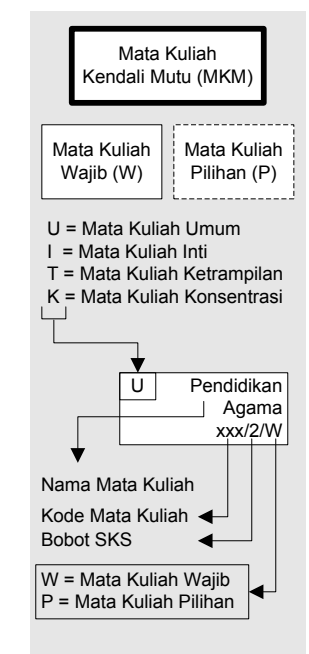 Mata Kuliah
Kendali Mutu (MKM)
Mata Kuliah
Wajib (W)
Mata Kuliah
Pilihan (P)
U = Mata Kuliah Umum
I = Mata Kuliah Inti
T = Mata Kuliah Ketrampilan
K = Mata Kuliah Konsentrasi
U
Pendidikan
Agama
xxx/2/W
Nama Mata Kuliah
Kode Mata Kuliah
Bobot SKS
W = Mata Kuliah Wajib
P = Mata Kuliah Pilihan